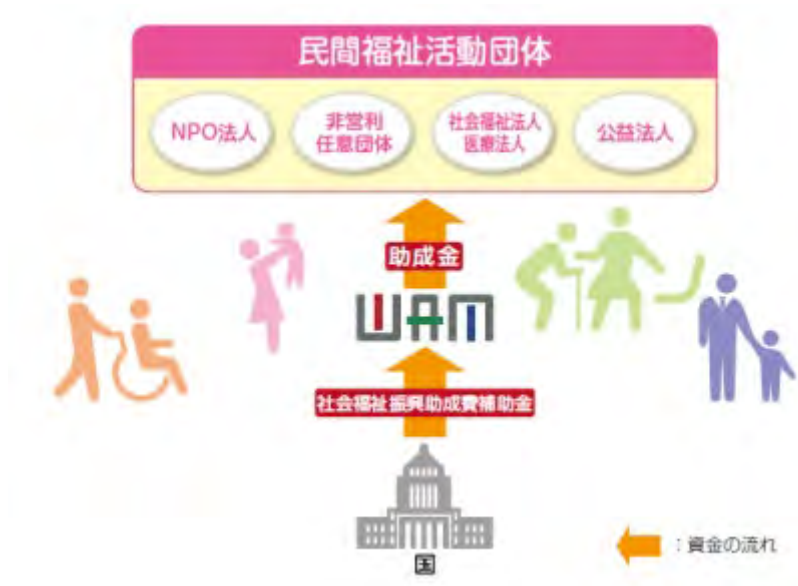 民間福祉活動団体
NPO法人
非営利
任意団体
社会福祉法人
医療法人
公益法人
助成金
WAM
社会福祉振興助成費補助金
国
：資金の流れ